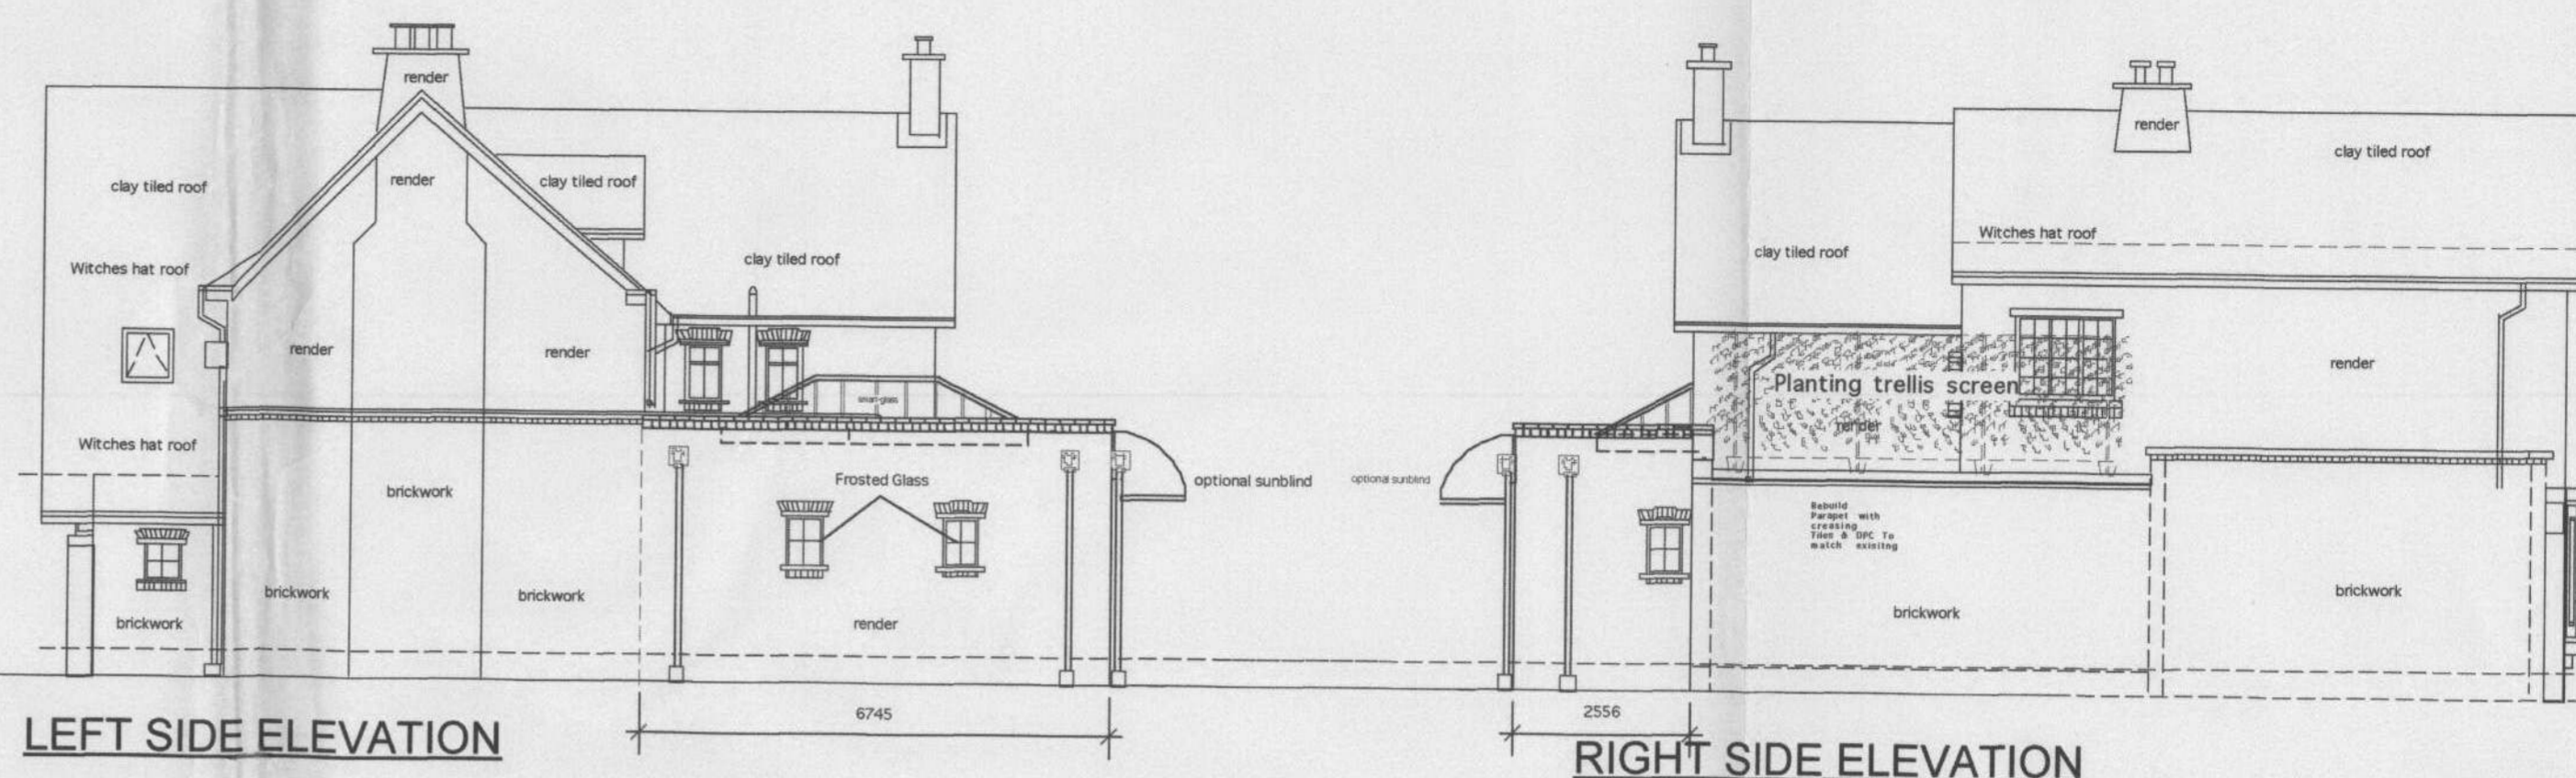 render
clay tiled roof
render
clay tiled roof
Witches hat roof
clay tiled roof
render
render
smart-glass
Witches hat roof
brickwork
Frosted Glass
optional sunblind
brickwork
brickwork
brickwork
render
6745
LEFT SIDE ELEVATION
render
clay tiled roof
Witches hat roof
clay tiled roof
render
Planting trellis screen
render
optional sunblind
Rebuild
Parapet with
creasing
Tiles & DPC To
match exisitng
brickwork
brickwork
2556
RIGHT SIDE ELEVATION